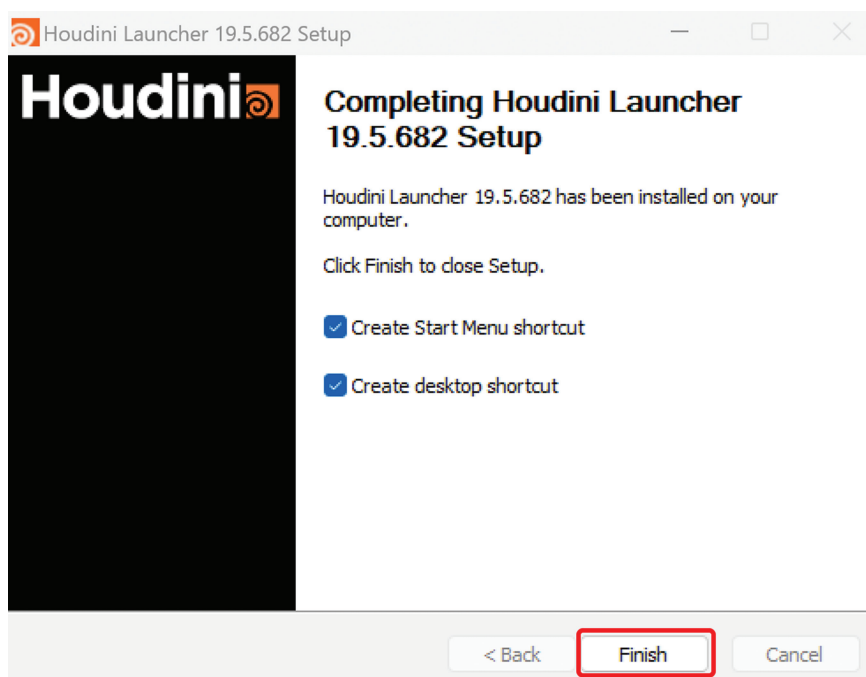 Houdini Launcher 19.5.682 Setup
Houdini
Completing Houdini Launcher
19.5.682 Setup
Houdini Launcher 19.5.682 has been installed on your
computer.
Click Finish to close Setup.
Create Start Menu shortcut
Create desktop shortcut
< Back
Finish
Cancel